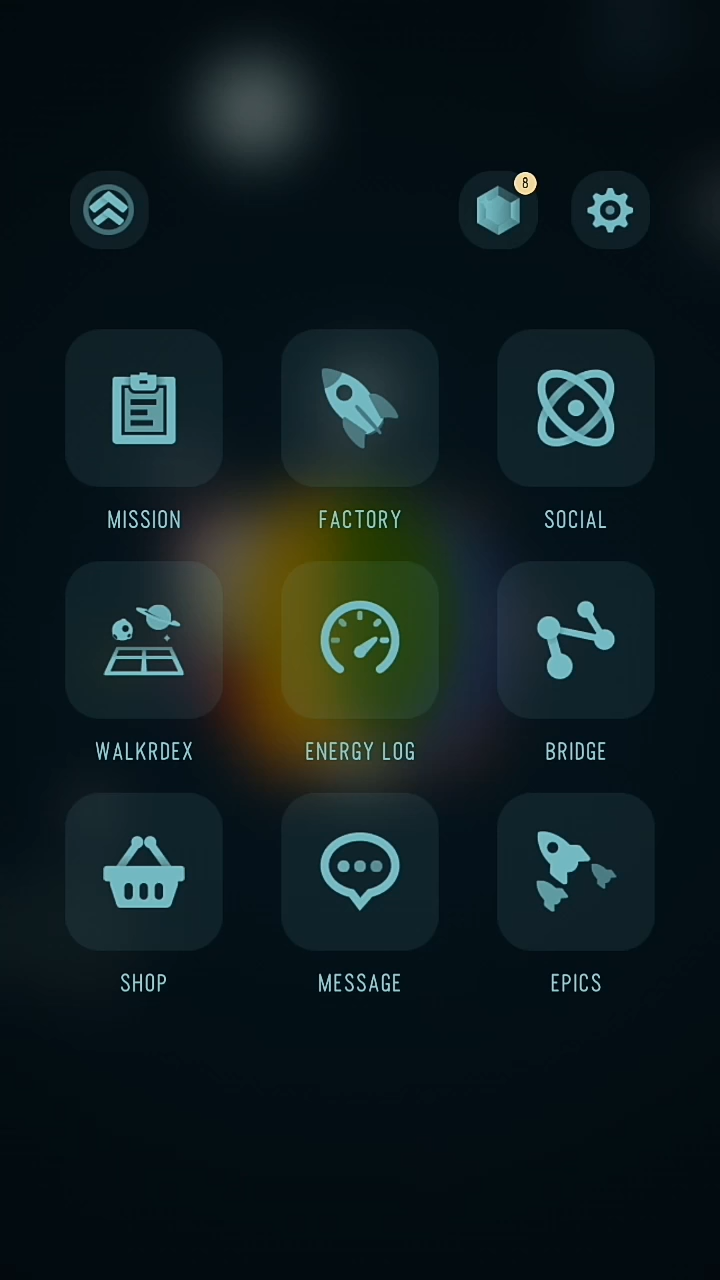 8
MISSION
FACTORY
SOCIAL
WALKRDEX
ENERGY LOG
BRIDGE
SHOP
MESSAGE
EPICS